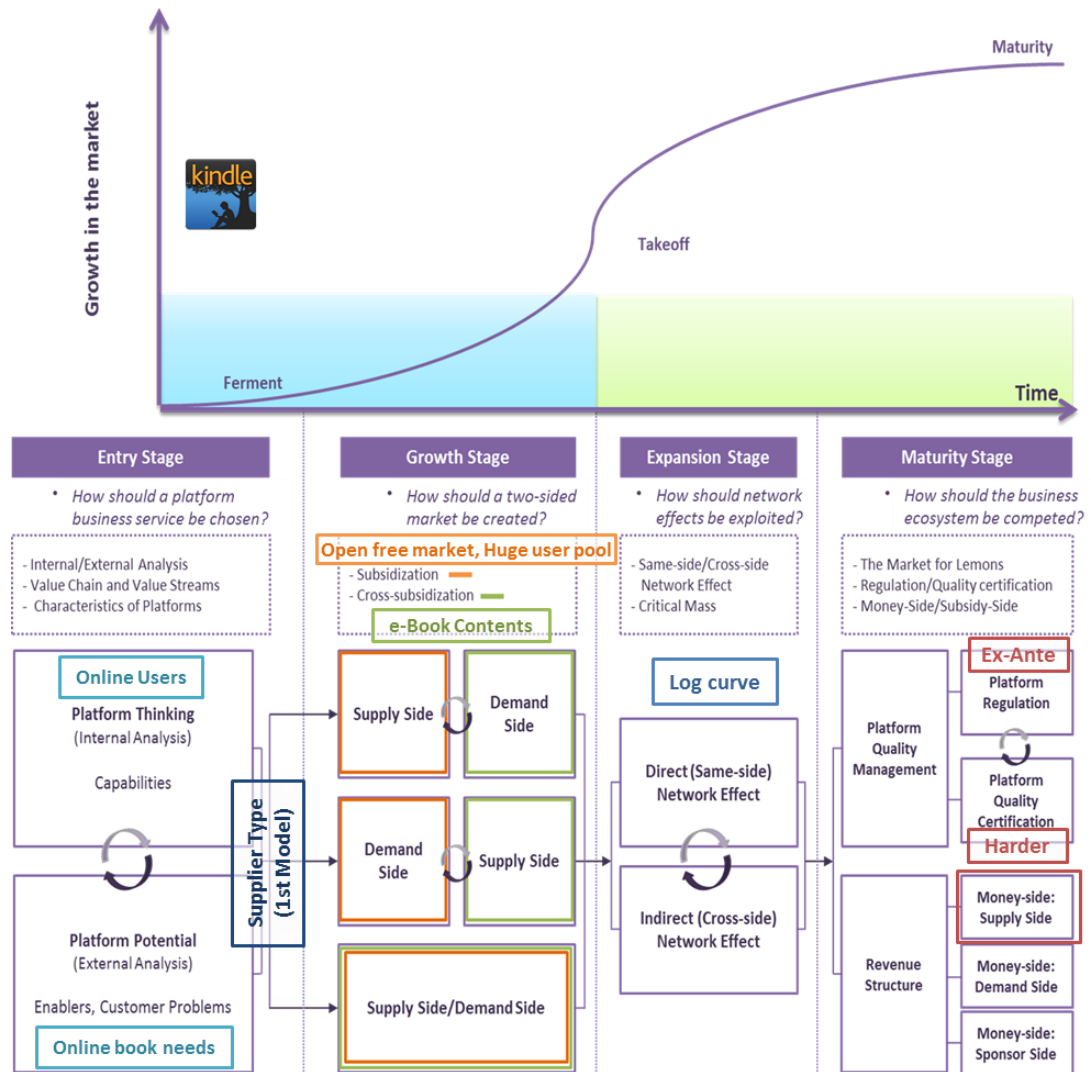 Growth in the market
Maturity
kindle
Takeoff
Ferment
Time
Entry Stage
• How should a platform
business service be chosen?
- Internal/External Analysis
- Value Chain and Value Streams
- Characteristics of Platforms
Growth Stage
• How should a two-sided
market be created?
Open free market, Huge user pool
- Subsidization
- Cross-subsidization
e-Book Contents
Expansion Stage
• How should network
effects be exploited?
- Same-side/Cross-side
Network Effect
- Critical Mass
Maturity Stage
• How should the business
ecosystem be competed?
- The Market for Lemons
- Regulation/Quality certification
- Money-Side/Subsidy-Side
Online Users
Platform Thinking
(Internal Analysis)
Capabilities
Platform Potential
(External Analysis)
Enablers, Customer Problems
Online book needs
Supplier Type
(1st Model)
Supply Side
Demand
Side
Demand
Side
Supply Side
Supply Side/Demand Side
Log curve
Direct (Same-side)
Network Effect
Indirect (Cross-side)
Network Effect
Platform
Quality
Management
Ex-Ante
Platform
Regulation
Platform
Quality
Certification
Harder
Revenue
Structure
Money-side:
Supply Side
Money-side:
Demand Side
Money-side:
Sponsor Side